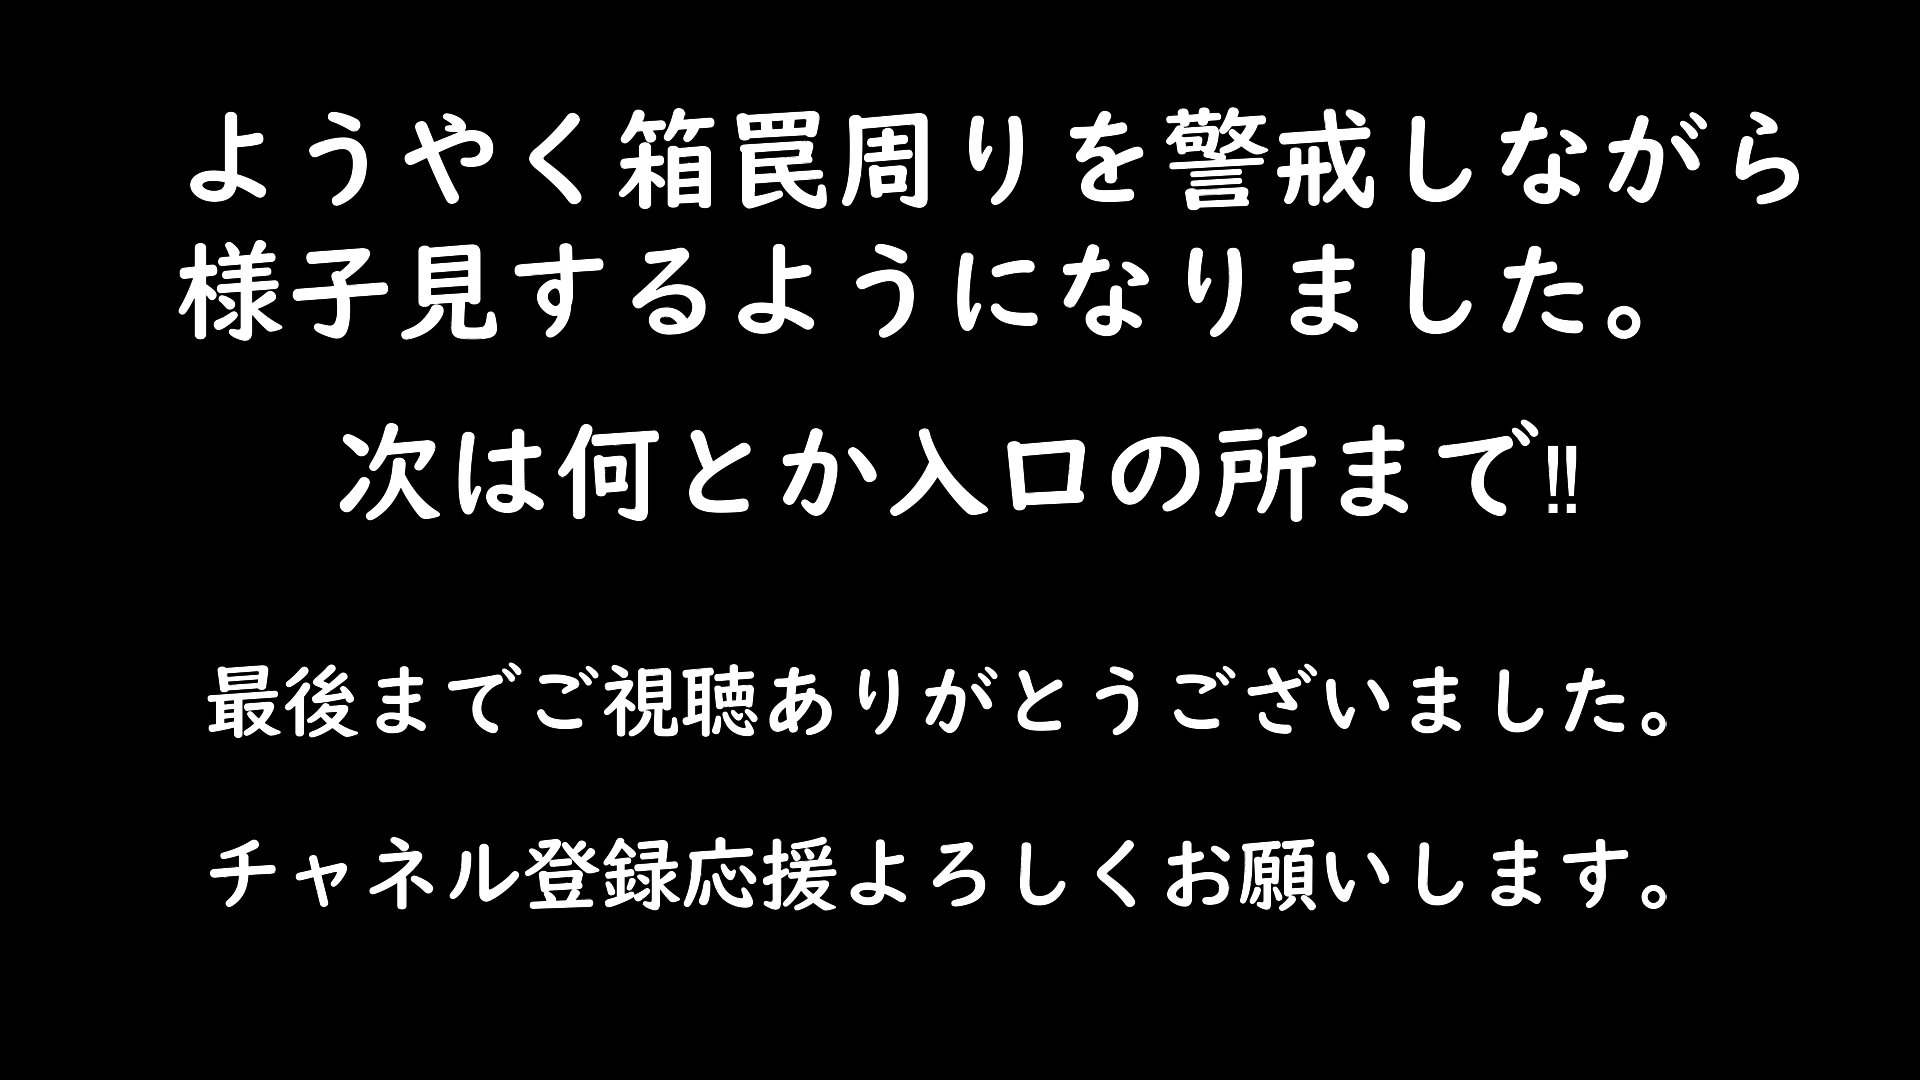 ようやく箱罠周りを警戒しながら
様子見するようになりました。
次は何とか入口の所まで‼
最後までご視聴ありがとうございました。
チャネル登録応援よろしくお願いします。